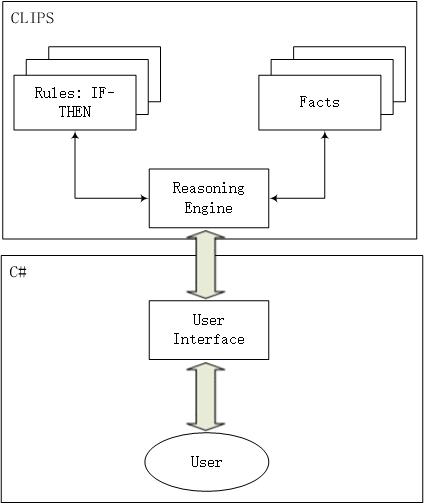 CLIPS
Rules: IF-
THEN
Facts
Reasoning
Engine
C#
User
Interface
User